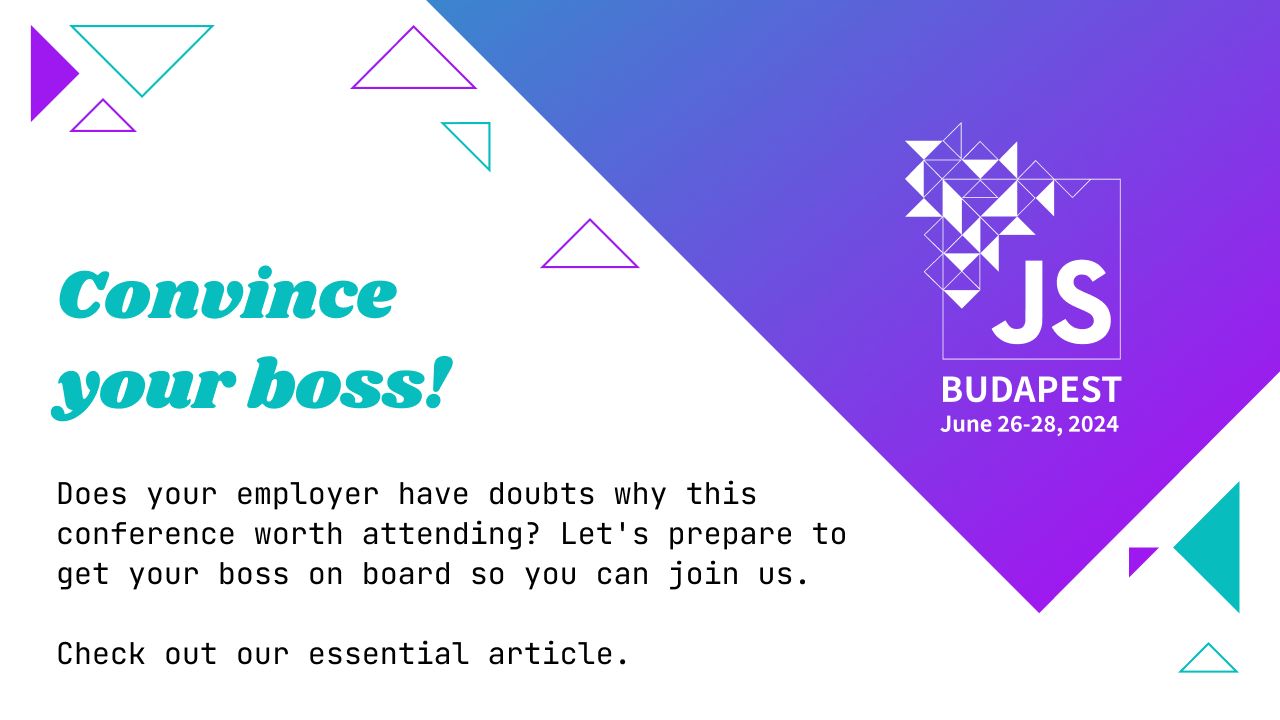 Convince
your boss!
Does your employer have doubts why this
conference worth attending? Let's prepare to
get your boss on board so you can join us.
Check out our essential article.
JS
BUDAPEST
June 26-28, 2024